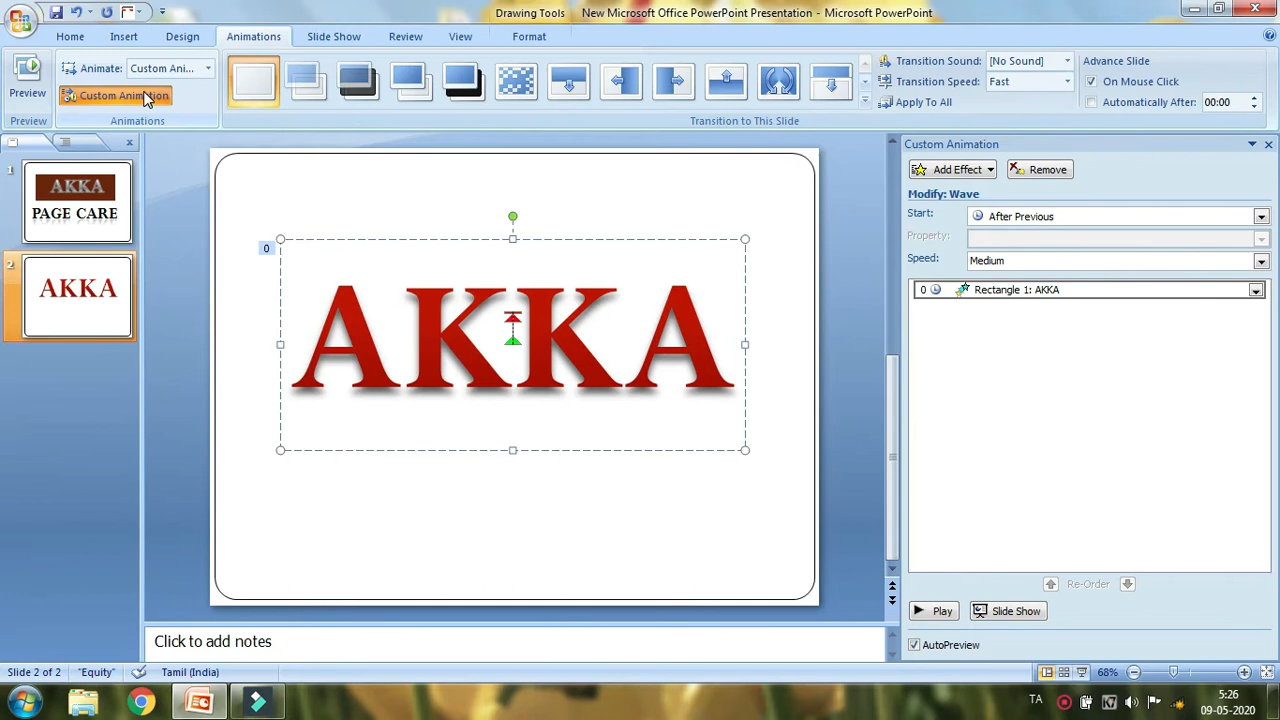 Drawing Tools
New Microsoft Office PowerPoint Presentation - Microsoft PowerPoint
Home
Insert
Design
Animations
Slide Show
Review
View
Format
Preview
Animate:
Custom Ani...
Custom Animation
Preview
Animations
Transition Sound:
[No Sound]
Transition Speed:
Fast
Apply To All
Transition to This Slide
Advance Slide
On Mouse Click
Automatically After:
00:00
1
AKKA
PAGE CARE
2
AKKA
0
AKKA
Custom Animation
Add Effect
Remove
Modify: Wave
Start:
After Previous
Property:
Speed:
Medium
0
Rectangle 1: AKKA
Re-Order
Play
Slide Show
AutoPreview
Click to add notes
Slide 2 of 2
"Equity"
Tamil (India)
68%
TA
5:26
09-05-2020